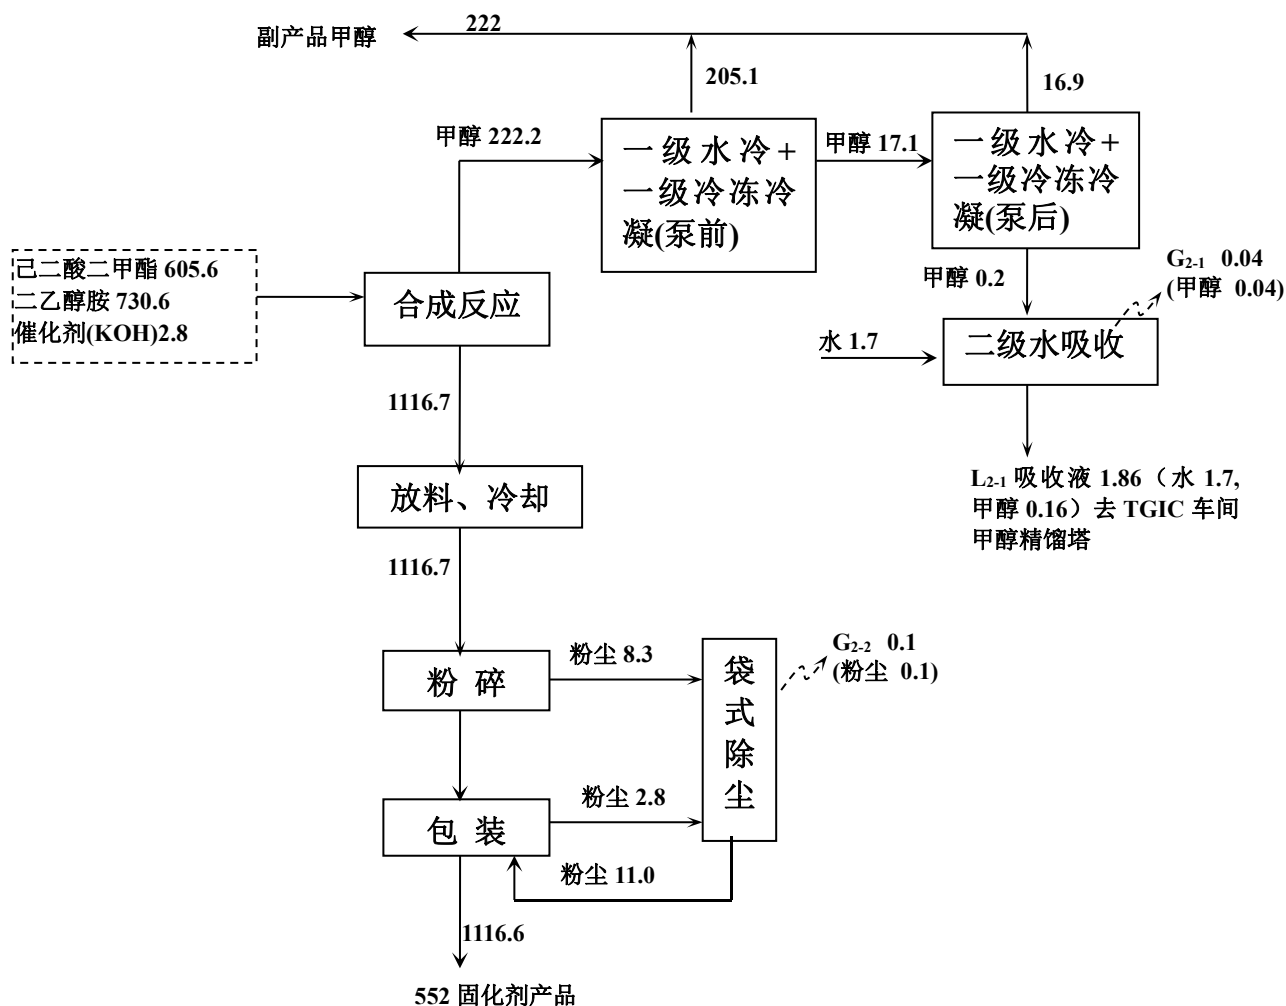 222
副产品甲醇
205.1
16.9
甲醇 222.2
一级水冷+
一级冷冻冷
凝(泵前)
甲醇 17.1
一级水冷+
一级冷冻冷
凝(泵后)
己二酸二甲酯 605.6
二乙醇胺 730.6
催化剂(KOH)2.8
合成反应
甲醇 0.2
G2-1 0.04
(甲醇 0.04)
水 1.7
二级水吸收
1116.7
L2-1 吸收液 1.86（水 1.7,
甲醇 0.16）去 TGIC 车间
甲醇精馏塔
放料、冷却
1116.7
粉碎
粉尘 8.3
袋式除尘
G2-2 0.1
(粉尘 0.1)
包装
粉尘 2.8
粉尘 11.0
1116.6
552 固化剂产品